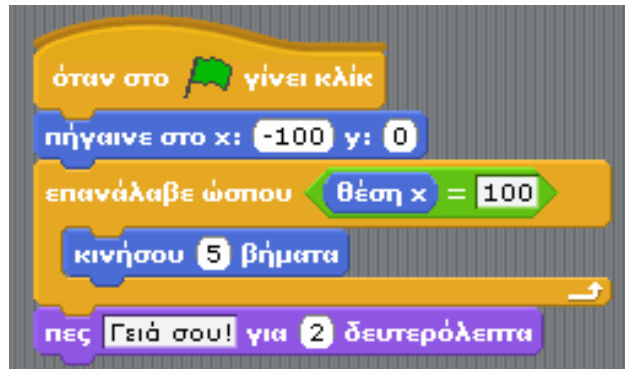 όταν στο γίνει κλίκ
πήγαινε στο x: -100 y: 0
επανάλαβε ώσπου θέση x = 100
κινήσου 5 βήματα
πες Γειά σου! για 2 δευτερόλεπτα